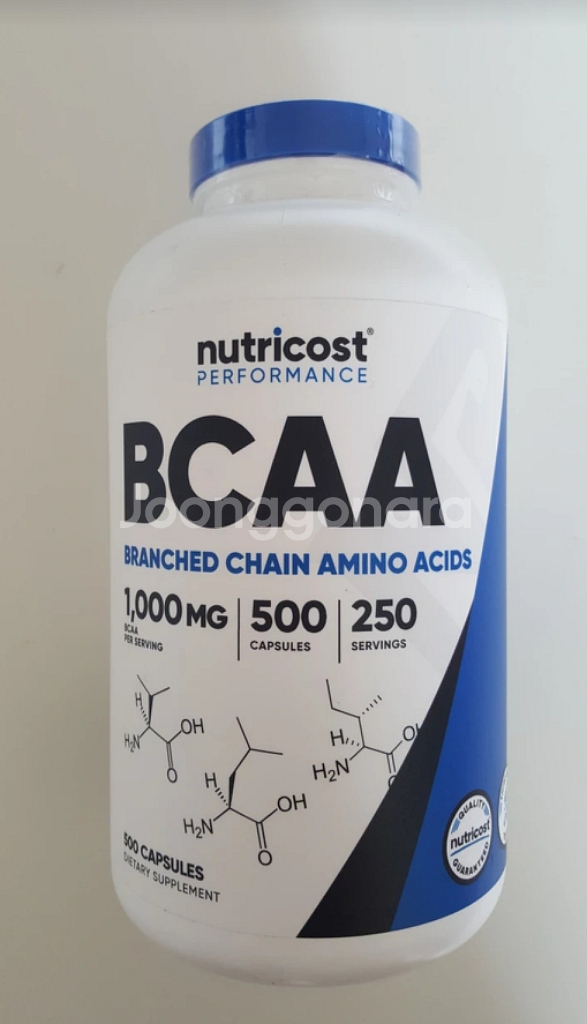 nutricost®
PERFORMANCE
BCAA
Joonggonara
BRANCHED CHAIN AMINO ACIDS
1,000 MG
BCAA
PER SERVING
500
CAPSULES
250
SERVINGS
H
H₂N
OH
O
H
H₂N
OH
O
H
H₂N
O
500 CAPSULES
DIETARY SUPPLEMENT
QUALITY
nutricost
GUARANTEED